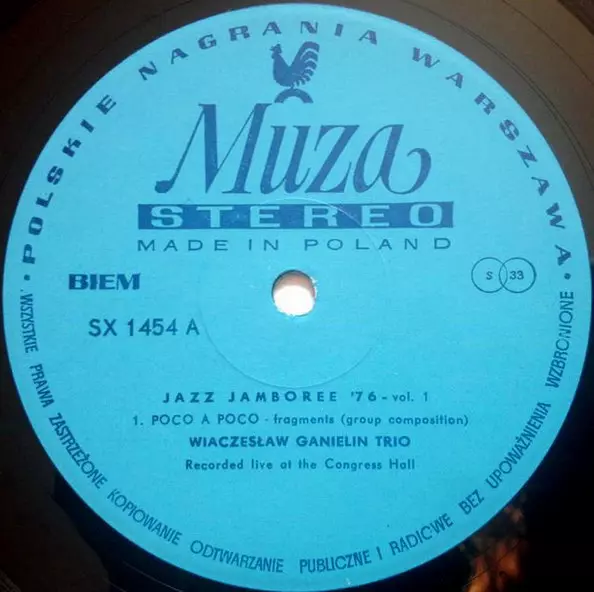 • POLSKIE NAGRANIA WARSZAWA •
Muza
STEREO
MADE IN POLAND
BIEM
S 33
SX 1454 A
JAZZ JAMBOREE '76 - vol. 1
1. POCO A POCO - fragments (group composition)
WIACZESŁAW GANIELIN TRIO
Recorded live at the Congress Hall
WSZYSTKIE PRAWA ZASTRZEŻONE KOPIOWANIE ODTWARZANIE PUBLICZNE I RADIOWE BEZ UPOWAŻNIENIA WZBRONIONE